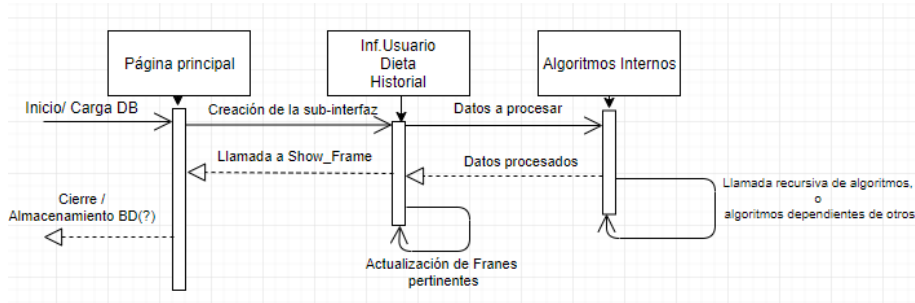 Página principal
Inf.Usuario
Dieta
Historial
Algoritmos Internos
Inicio/ Carga DB
Creación de la sub-interfaz
Datos a procesar
Llamada a Show_Frame
Datos procesados
Llamada recursiva de algoritmos,
o
algoritmos dependientes de otros
Cierre /
Almacenamiento BD(?)
Actualización de Franes
pertinentes